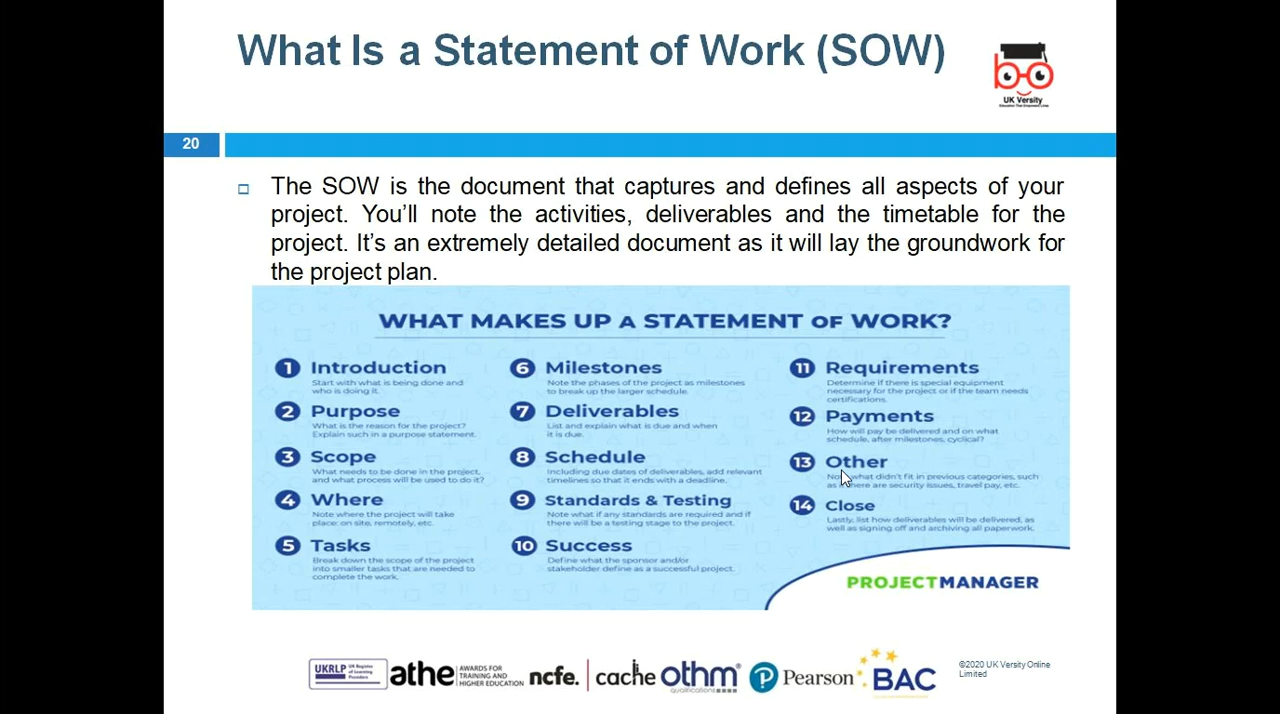 What Is a Statement of Work (SOW)
UK Versity
20
The SOW is the document that captures and defines all aspects of your
project. You'll note the activities, deliverables and the timetable for the
project. It's an extremely detailed document as it will lay the groundwork for
the project plan.
WHAT MAKES UP A STATEMENT OF WORK?
1 Introduction
Start with what is being done and
who is doing it.
2 Purpose
What is the reason for the project?
Explain such in a purpose statement.
3 Scope
What needs to be done in the project,
and what process will be used to do it?
4 Where
Note where the project will take
place: on site, remotely, etc.
5 Tasks
Break down the scope of the project
into smaller tasks that are needed to
complete the work.
6 Milestones
Note the phases of the project as milestones
to break up the larger schedule.
7 Deliverables
List and explain what is due and when
it is due.
8 Schedule
Including due dates of deliverables, add relevant
timelines so that it ends with a deadline.
9 Standards & Testing
Note what if any standards are required and if
there will be a testing stage to the project.
10 Success
Define what the sponsor and/or
stakeholder define as a successful project.
11 Requirements
Determine if there is special equipment
necessary for the project or if the team needs
certifications.
12 Payments
How will pay be delivered and on what
schedule, after milestones, cyclical?
13 Other
what didn't fit in previous categories, such
as there are security issues, travel pay, etc.
14 Close
Lastly, list how deliverables will be delivered, as
well as signing off and archiving all paperwork.
PROJECTMANAGER
UKRLP UK Register of Learning Providers
athe AWARDS FOR TRAINING AND HIGHER EDUCATION
ncfe.
cache
othm qualifications
Pearson
BAC
©2020 UK Versity Online
Limited